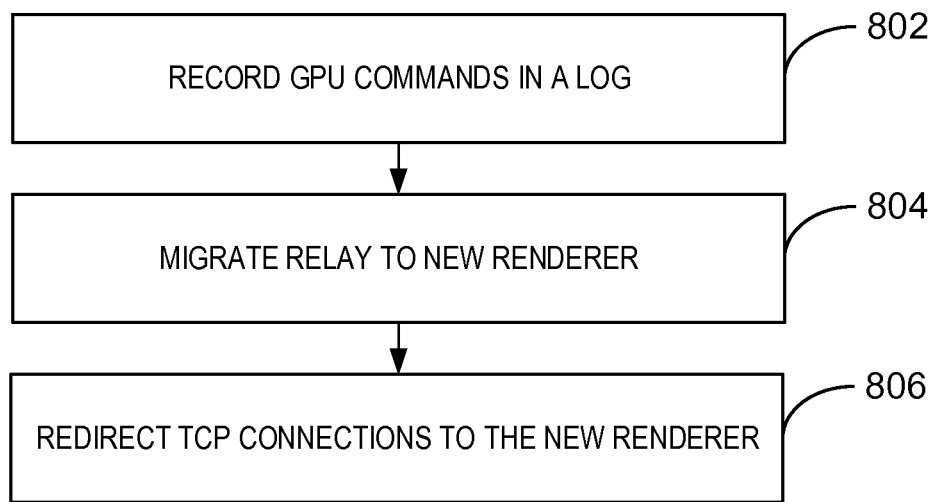 802
RECORD GPU COMMANDS IN A LOG
804
MIGRATE RELAY TO NEW RENDERER
806
REDIRECT TCP CONNECTIONS TO THE NEW RENDERER